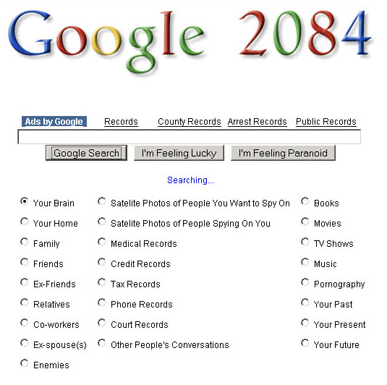 Google 2084
Ads by Google Records County Records Arrest Records Public Records
Google Search I'm Feeling Lucky I'm Feeling Paranoid
Searching...
Your Brain Satelite Photos of People You Want to Spy On Books
Your Home Satelite Photos of People Spying On You Movies
Family Medical Records TV Shows
Friends Credit Records Music
Ex-Friends Tax Records Pornography
Relatives Phone Records Your Past
Co-workers Court Records Your Present
Ex-spouse(s) Other People's Conversations Your Future
Enemies